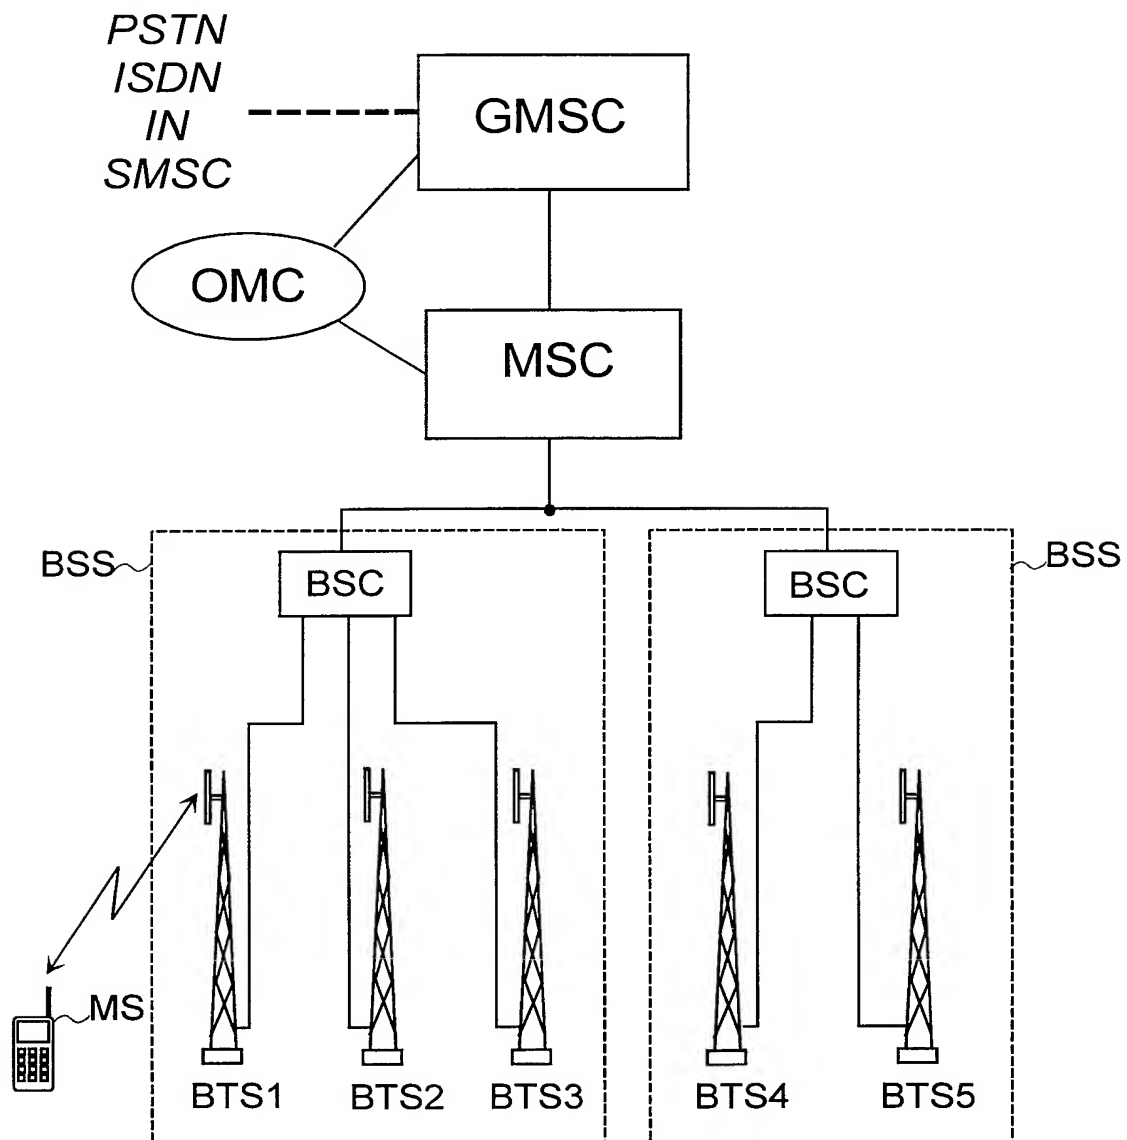 PSTN
ISDN
IN
SMSC
GMSC
OMC
MSC
BSS
BSC
BSC
BSS
MS
BTS1
BTS2
BTS3
BTS4
BTS5